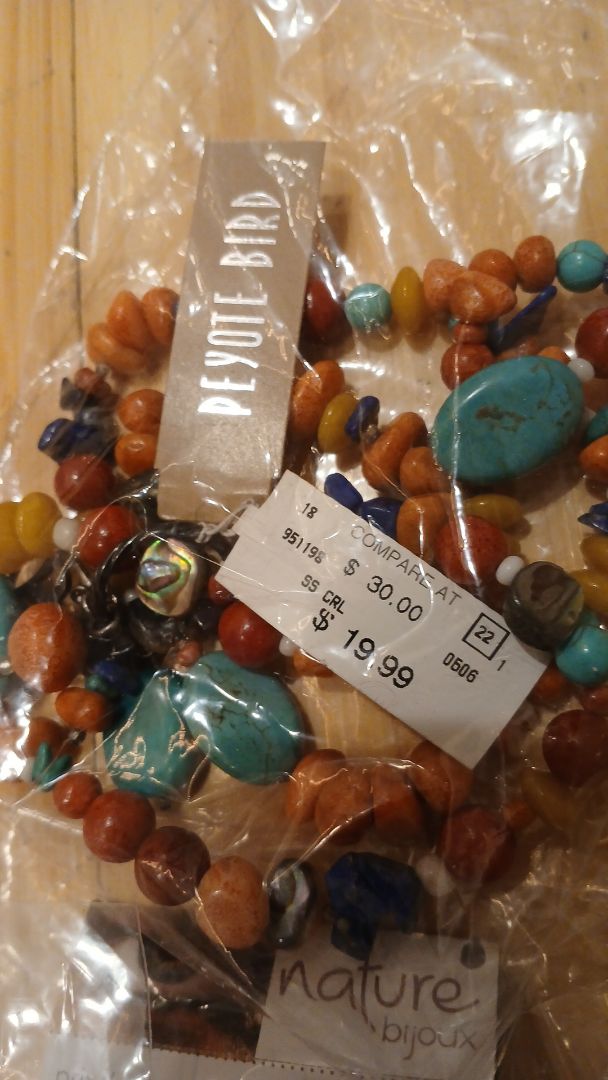 PEYOTE BIRD
18
951198
SS CRL
COMPARE AT
$ 30.00
$ 19.99
22
1
0506
nature
bijoux